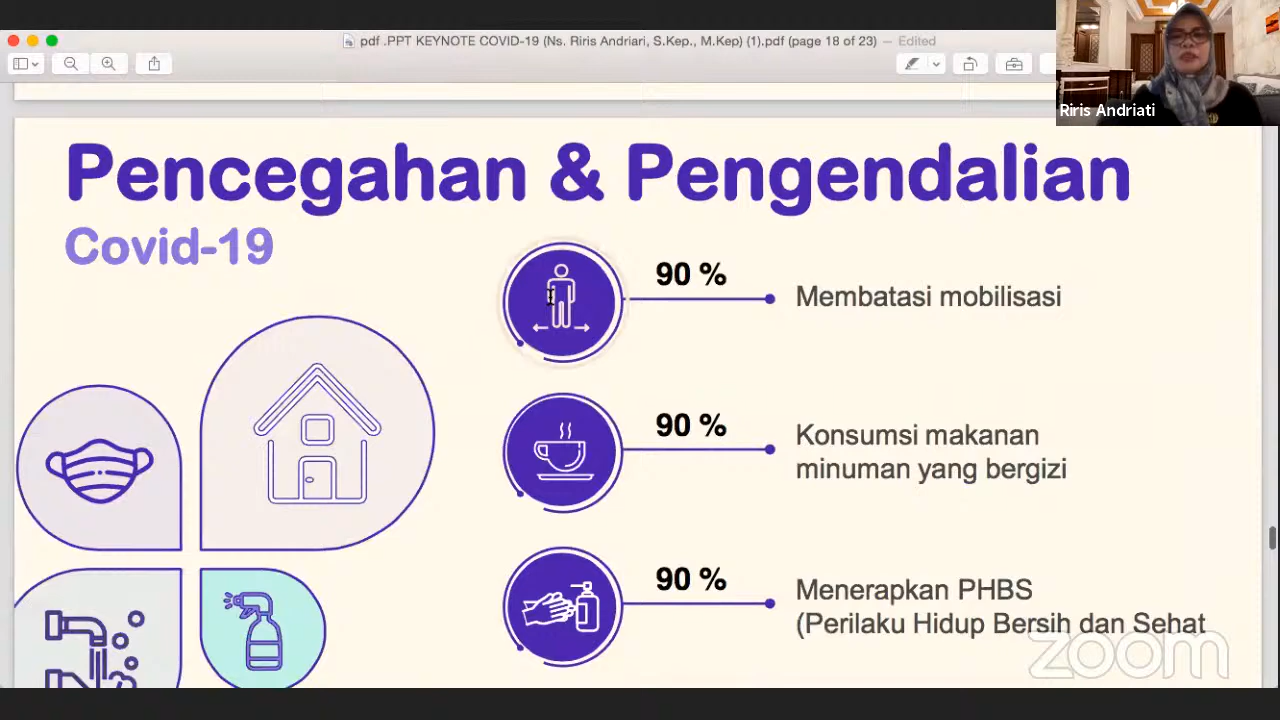 pdf .PPT KEYNOTE COVID-19 (Ns. Riris Andriari, S.Kep., M.Kep) (1).pdf (page 18 of 23) — Edited
Riris Andriati
Pencegahan & Pengendalian
Covid-19
90 %
Membatasi mobilisasi
90 %
Konsumsi makanan
minuman yang bergizi
90 %
Menerapkan PHBS
(Perilaku Hidup Bersih dan Sehat
zoom